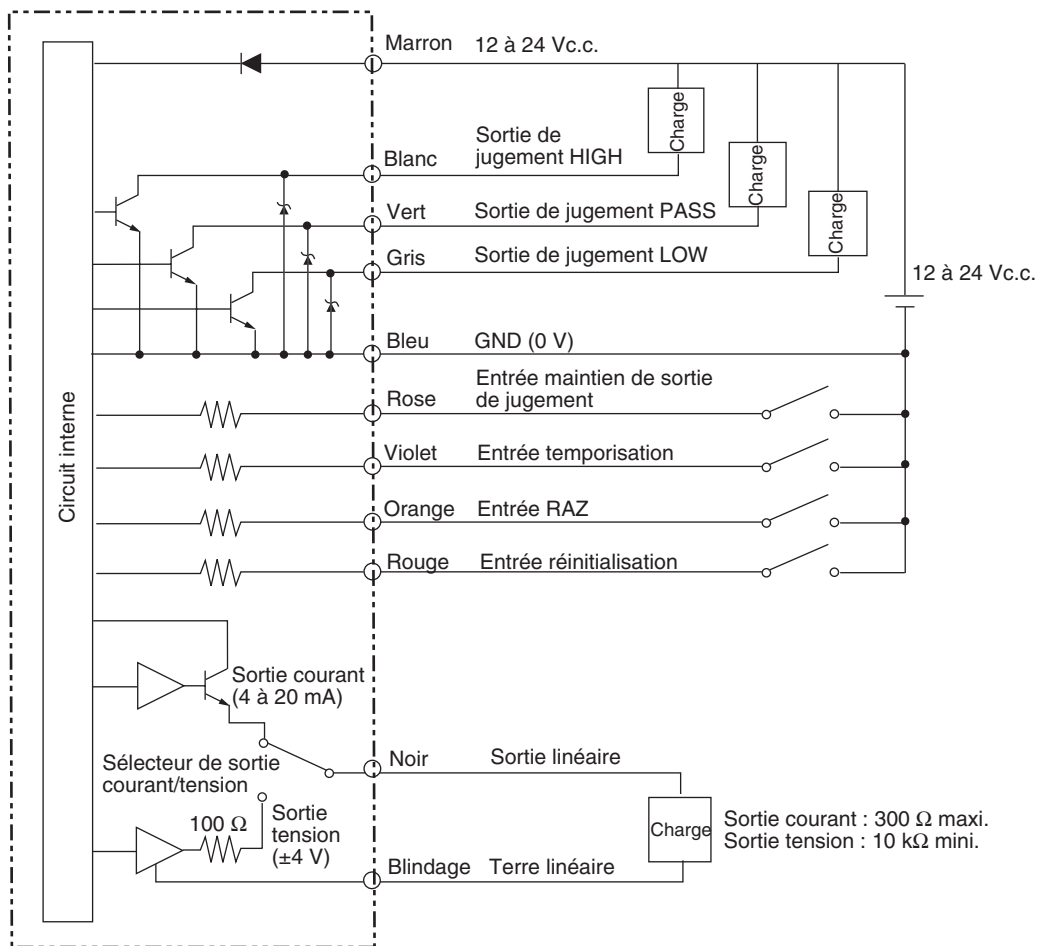 Marron 12 à 24 Vc.c.
Charge
Charge
Charge
Sortie de
jugement HIGH
Blanc
Vert Sortie de jugement PASS
Gris Sortie de jugement LOW
12 à 24 Vc.c.
Bleu GND (0 V)
Entrée maintien de sortie
de jugement
Rose
Violet Entrée temporisation
Orange Entrée RAZ
Rouge Entrée réinitialisation
Circuit interne
Sortie courant
(4 à 20 mA)
Sélecteur de sortie
courant/tension
Noir Sortie linéaire
100 Ω
Sortie
tension
(±4 V)
Charge
Sortie courant : 300 Ω maxi.
Sortie tension : 10 kΩ mini.
Blindage Terre linéaire